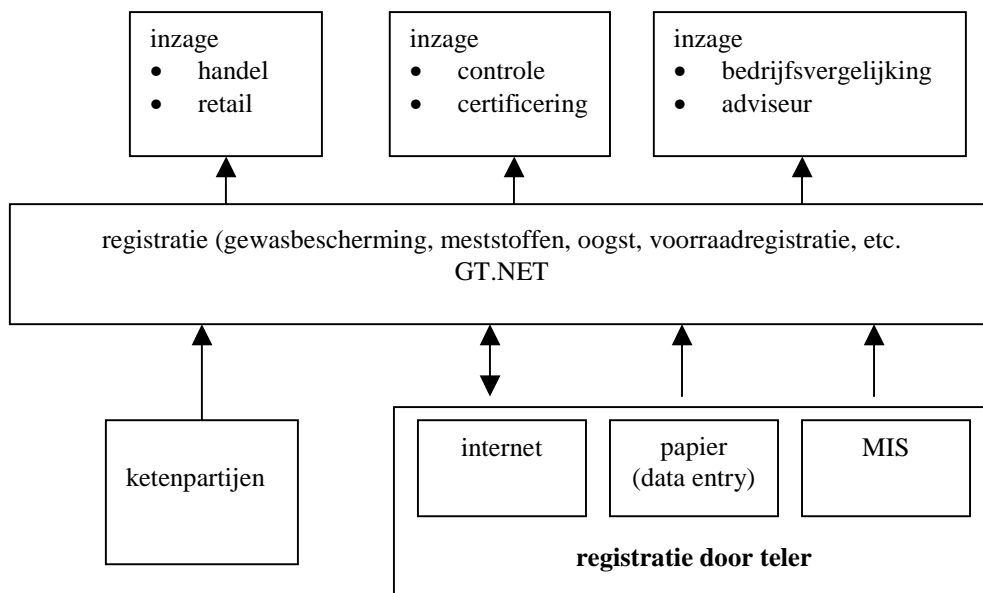 inzage
• handel
• retail
inzage
• controle
• certificering
inzage
• bedrijfsvergelijking
• adviseur
registratie (gewasbescherming, meststoffen, oogst, voorraadregistratie, etc.
GT.NET
ketenpartijen
internet
papier
(data entry)
MIS
registratie door teler